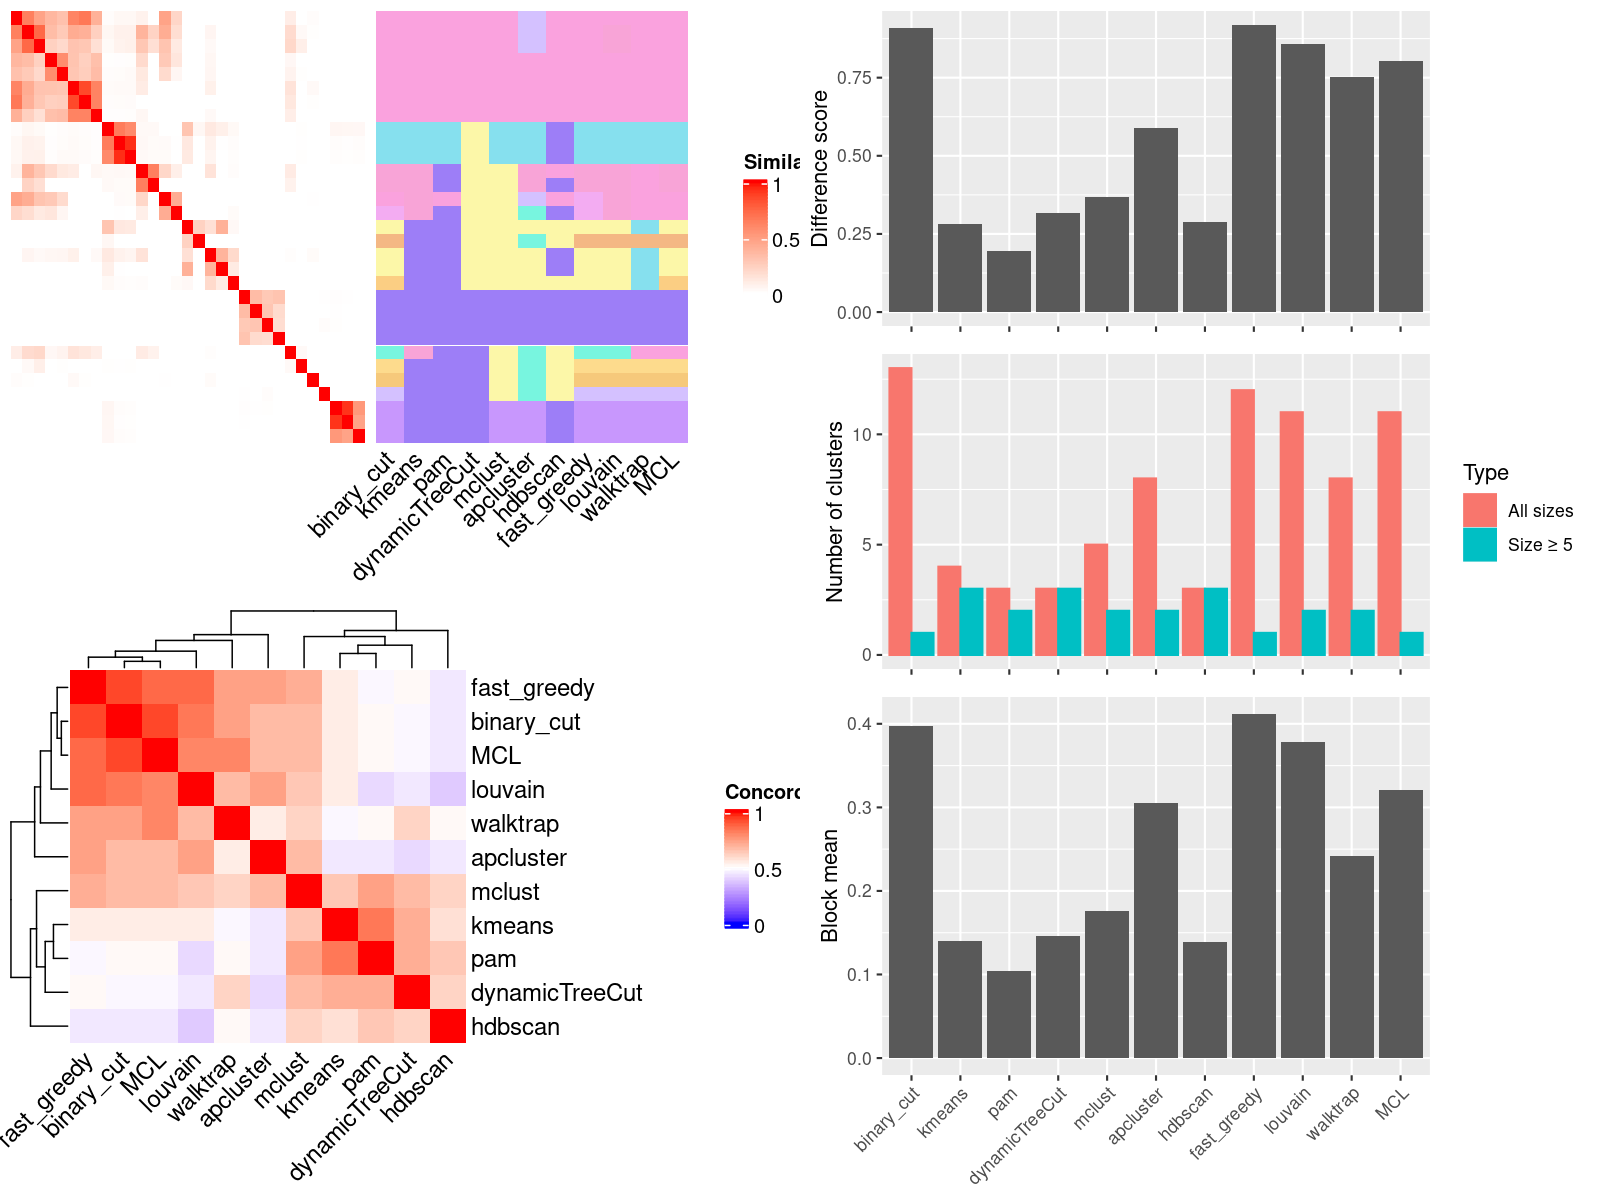 Simila
1
0.5
0
binary_cut
kmeans
pam
dynamicTreeCut
mclust
apcluster
hdbscan
fast_greedy
louvain
walktrap
MCL
fast_greedy
binary_cut
MCL
louvain
walktrap
apcluster
mclust
kmeans
pam
dynamicTreeCut
hdbscan
Concord
1
0.5
0
fast_greedy
binary_cut
MCL
louvain
walktrap
apcluster
mclust
kmeans
pam
dynamicTreeCut
hdbscan
Difference score
0.75
0.50
0.25
0.00
Number of clusters
10
5
0
Type
All sizes
Size ≥ 5
Block mean
0.4
0.3
0.2
0.1
0.0
binary_cut
kmeans
pam
dynamicTreeCut
mclust
apcluster
hdbscan
fast_greedy
louvain
walktrap
MCL